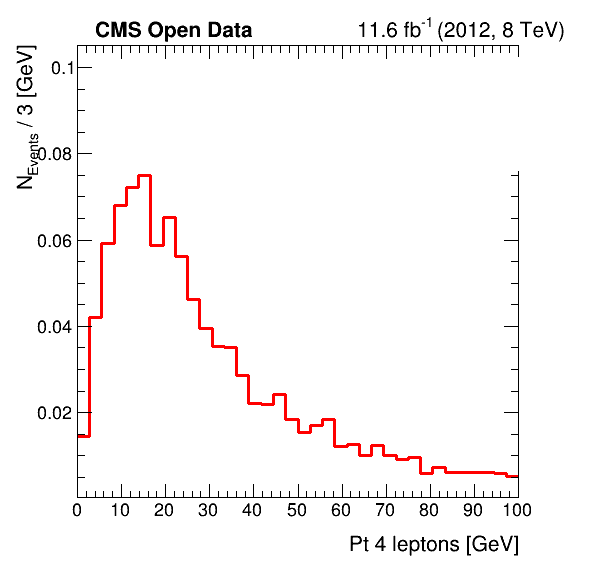 CMS Open Data
11.6 fb⁻¹ (2012, 8 TeV)
N_Events / 3 [GeV]
0.1
0.08
0.06
0.04
0.02
0 10 20 30 40 50 60 70 80 90 100
Pt 4 leptons [GeV]